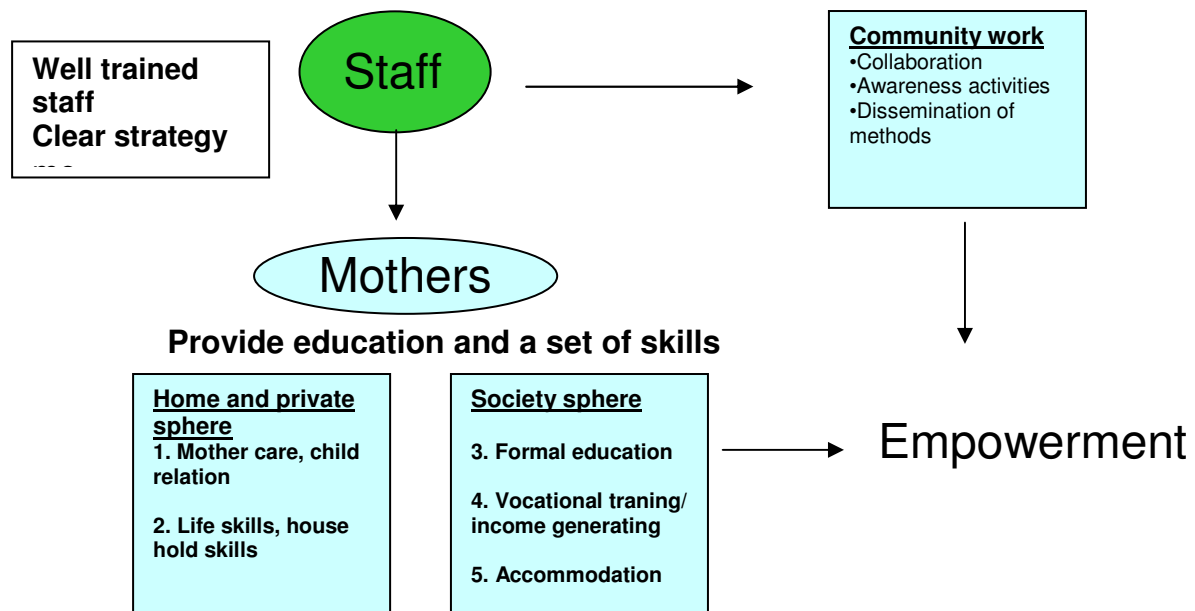 Well trained
staff
Clear strategy
Staff
Community work
•Collaboration
•Awareness activities
•Dissemination of
methods
Mothers
Provide education and a set of skills
Home and private
sphere
1. Mother care, child
relation
2. Life skills, house
hold skills
Society sphere
3. Formal education
4. Vocational traning/
income generating
5. Accommodation
Empowerment